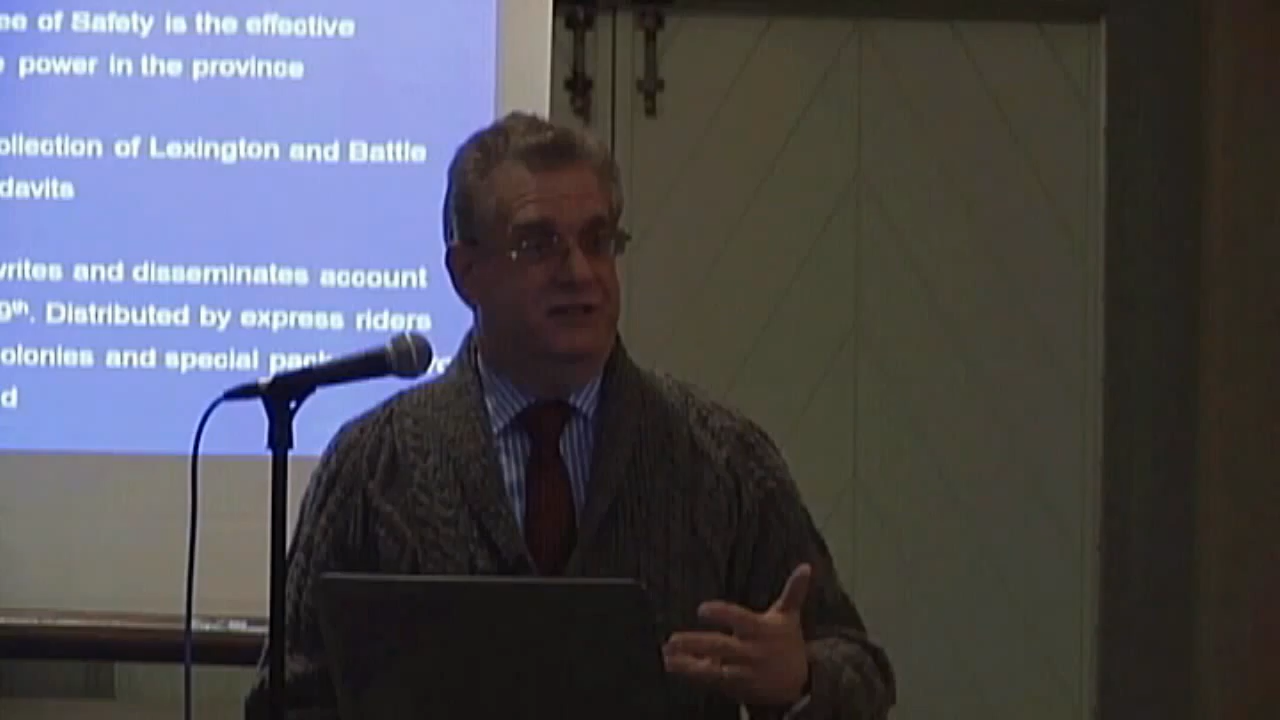 ee of Safety is the effective
power in the province
ollection of Lexington and Battle
davits
vrites and disseminates account
9th. Distributed by express riders
olonies and special pac
d